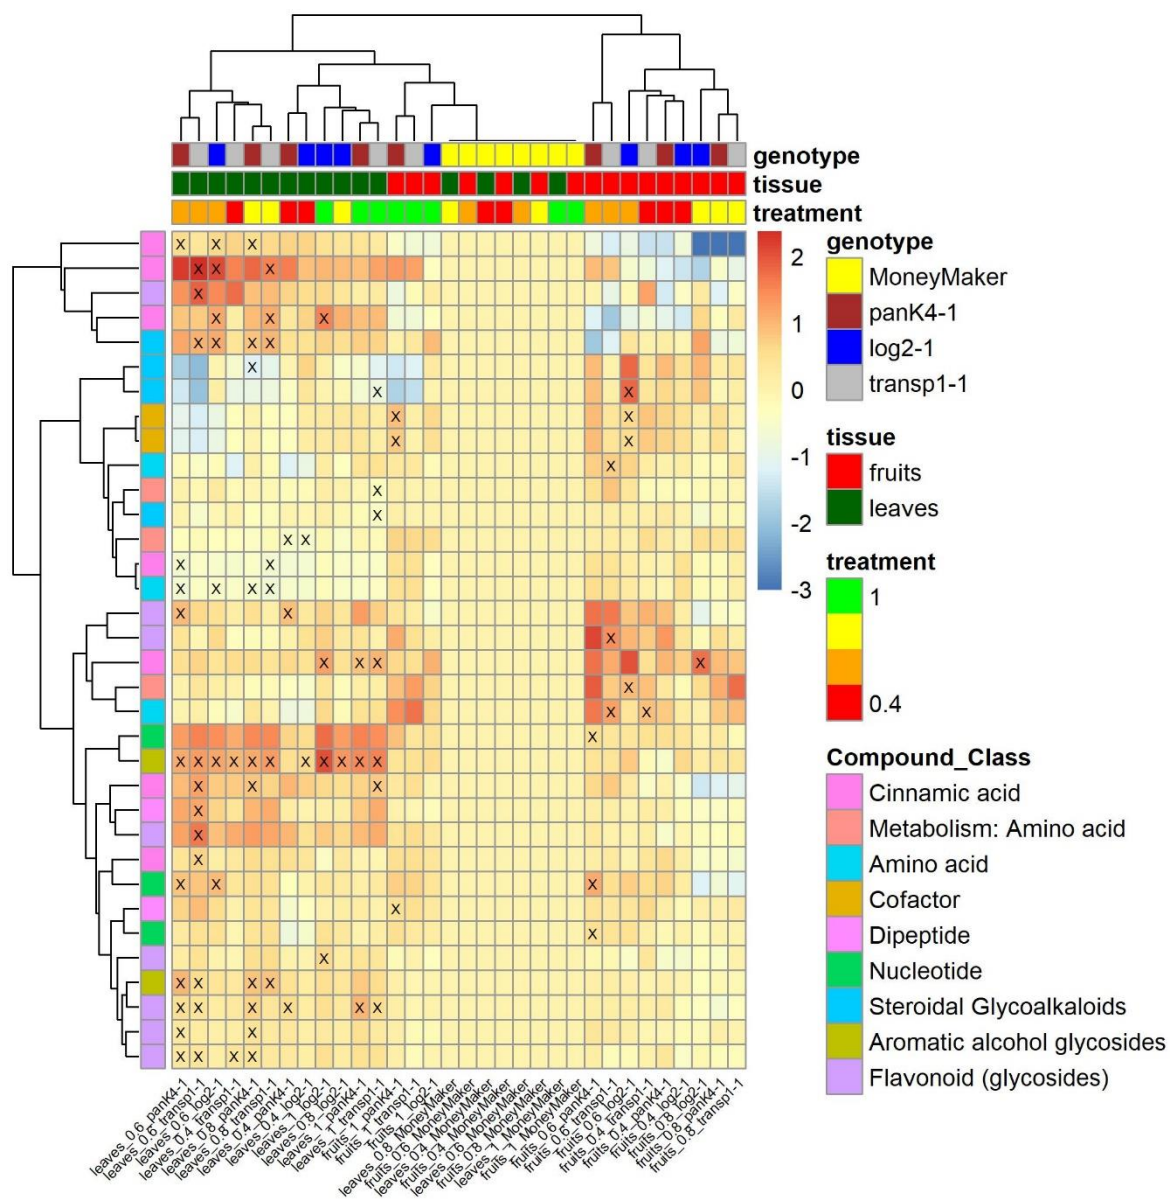 genotype
tissue
treatment
X X X
X X X
X
X X X
X X X X
X
X X
X X
X X
X
X
X
X X
X X
X X X X
X X
X
X X X X
X
X X
X
X X X X X X X X X X X
X X X
X
X
X
X X X
X
X
X
X X X X
X X X X X X
X X
X X X X
2
1
0
-1
-2
-3
genotype
MoneyMaker
panK4-1
log2-1
transp1-1
tissue
fruits
leaves
treatment
1
0.4
Compound_Class
Cinnamic acid
Metabolism: Amino acid
Amino acid
Cofactor
Dipeptide
Nucleotide
Steroidal Glycoalkaloids
Aromatic alcohol glycosides
Flavonoid (glycosides)
leaves_0.6_panK4-1
leaves_0.6_transp1-1
leaves_0.6_log2-1
leaves_0.4_transp1-1
leaves_0.8_panK4-1
leaves_0.8_transp1-1
leaves_0.4_panK4-1
leaves_0.4_log2-1
leaves_1_log2-1
leaves_0.8_log2-1
leaves_1_panK4-1
leaves_1_transp1-1
fruits_1_panK4-1
fruits_1_transp1-1
fruits_1_log2-1
leaves_0.8_MoneyMaker
fruits_0.6_MoneyMaker
leaves_0.4_MoneyMaker
fruits_0.4_MoneyMaker
leaves_0.6_MoneyMaker
fruits_0.8_MoneyMaker
leaves_1_MoneyMaker
fruits_1_MoneyMaker
fruits_0.6_panK4-1
fruits_0.6_transp1-1
fruits_0.6_log2-1
fruits_0.4_transp1-1
fruits_0.4_panK4-1
fruits_0.4_log2-1
fruits_0.8_log2-1
fruits_0.8_panK4-1
fruits_0.8_transp1-1